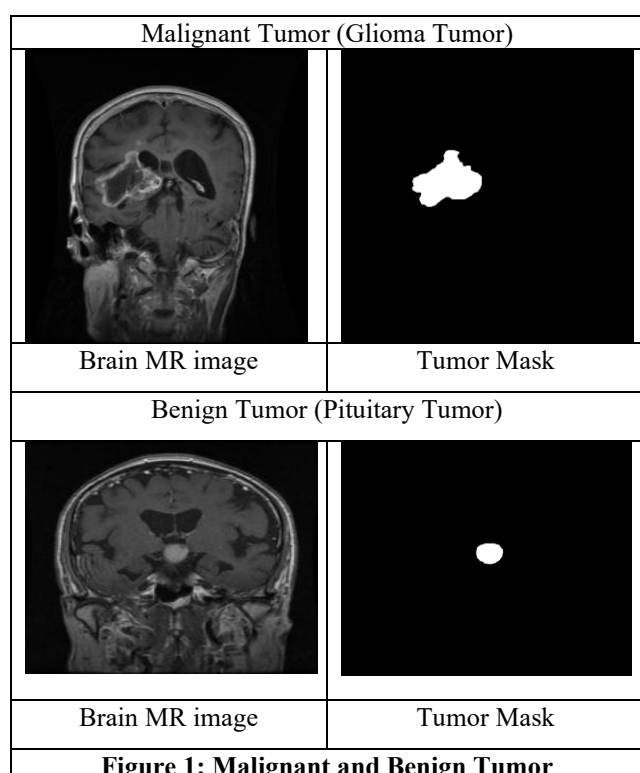 Malignant Tumor (Glioma Tumor)
Brain MR image Tumor Mask
Benign Tumor (Pituitary Tumor)
Brain MR image Tumor Mask
Figure 1: Malignant and Benign Tumor